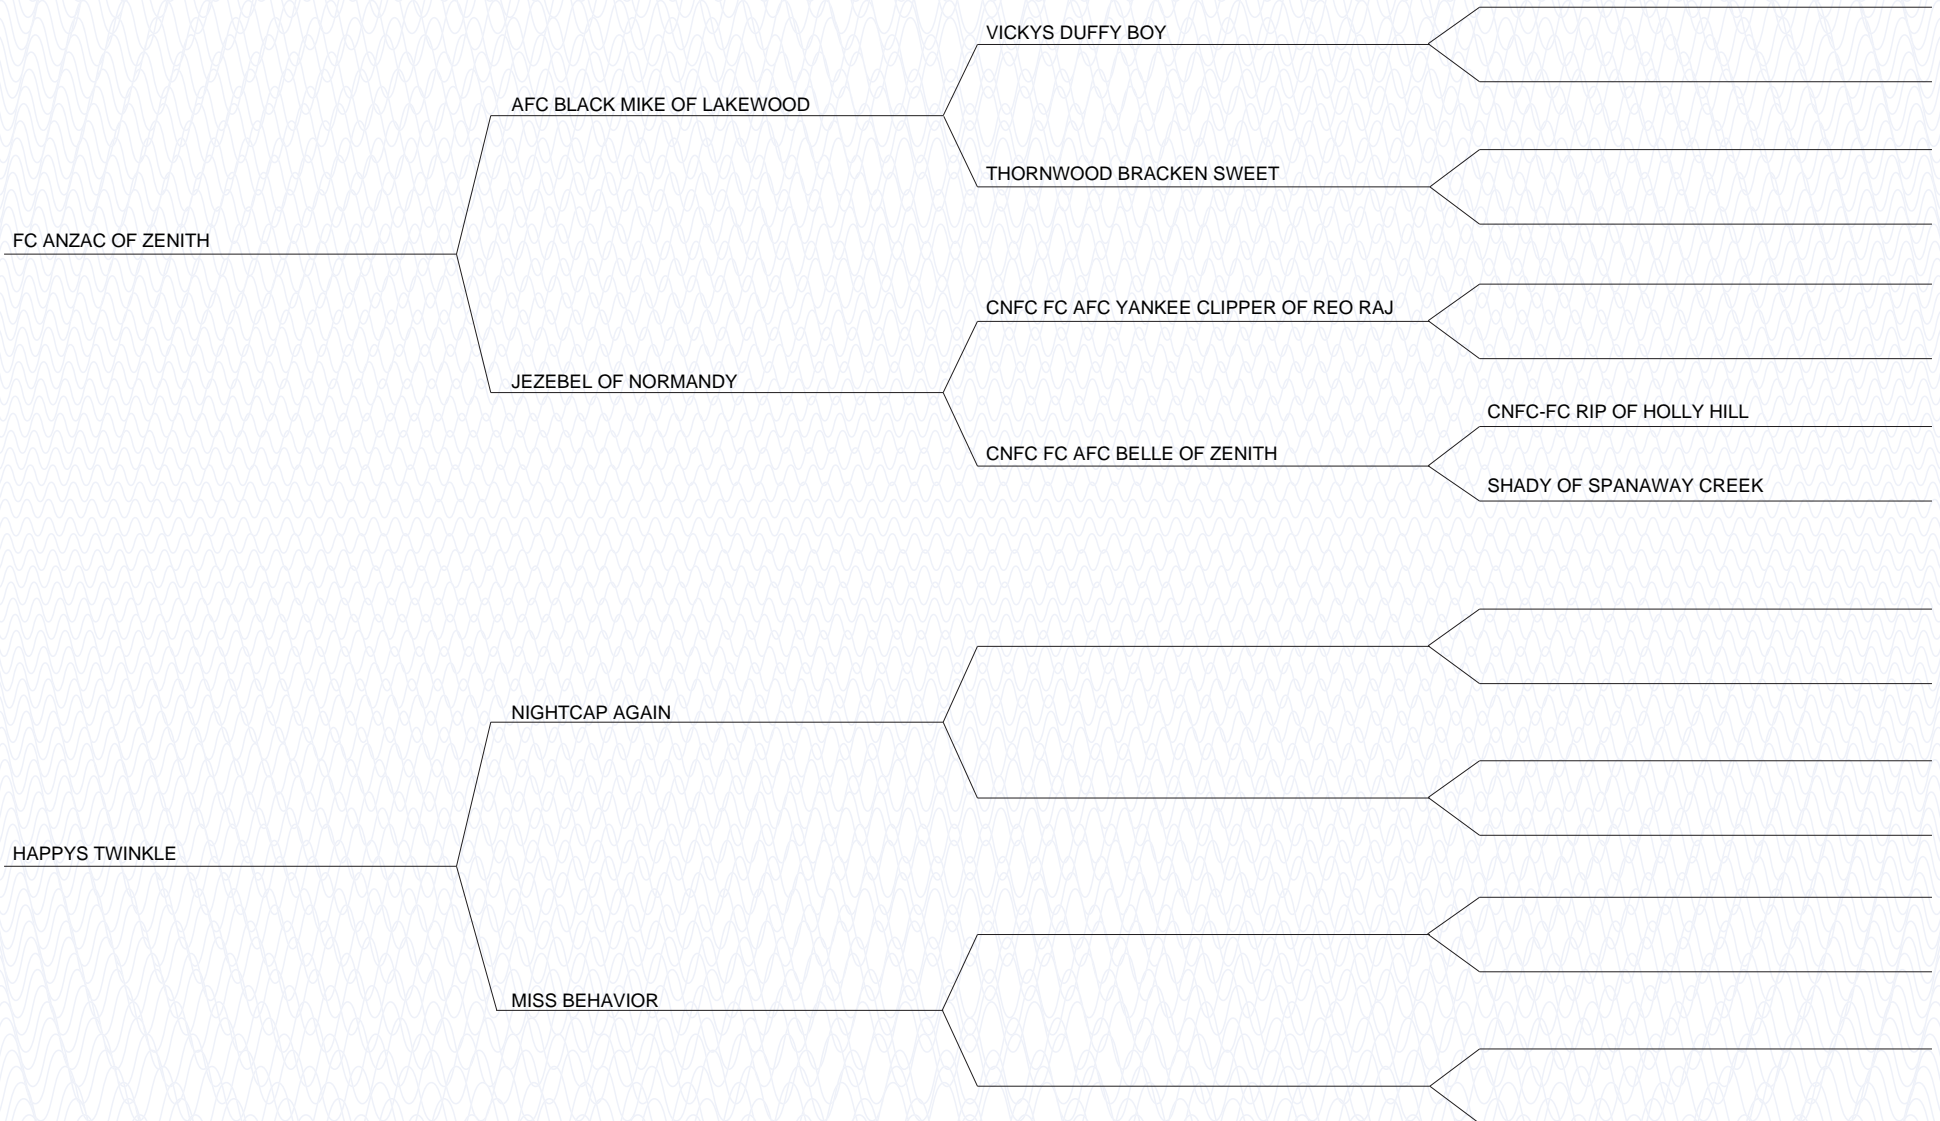 VICKYS DUFFY BOY
AFC BLACK MIKE OF LAKEWOOD
THORNWOOD BRACKEN SWEET
FC ANZAC OF ZENITH
CNFC FC AFC YANKEE CLIPPER OF REO RAJ
JEZEBEL OF NORMANDY
CNFC-FC RIP OF HOLLY HILL
CNFC FC AFC BELLE OF ZENITH
SHADY OF SPANAWAY CREEK
NIGHTCAP AGAIN
HAPPYS TWINKLE
MISS BEHAVIOR